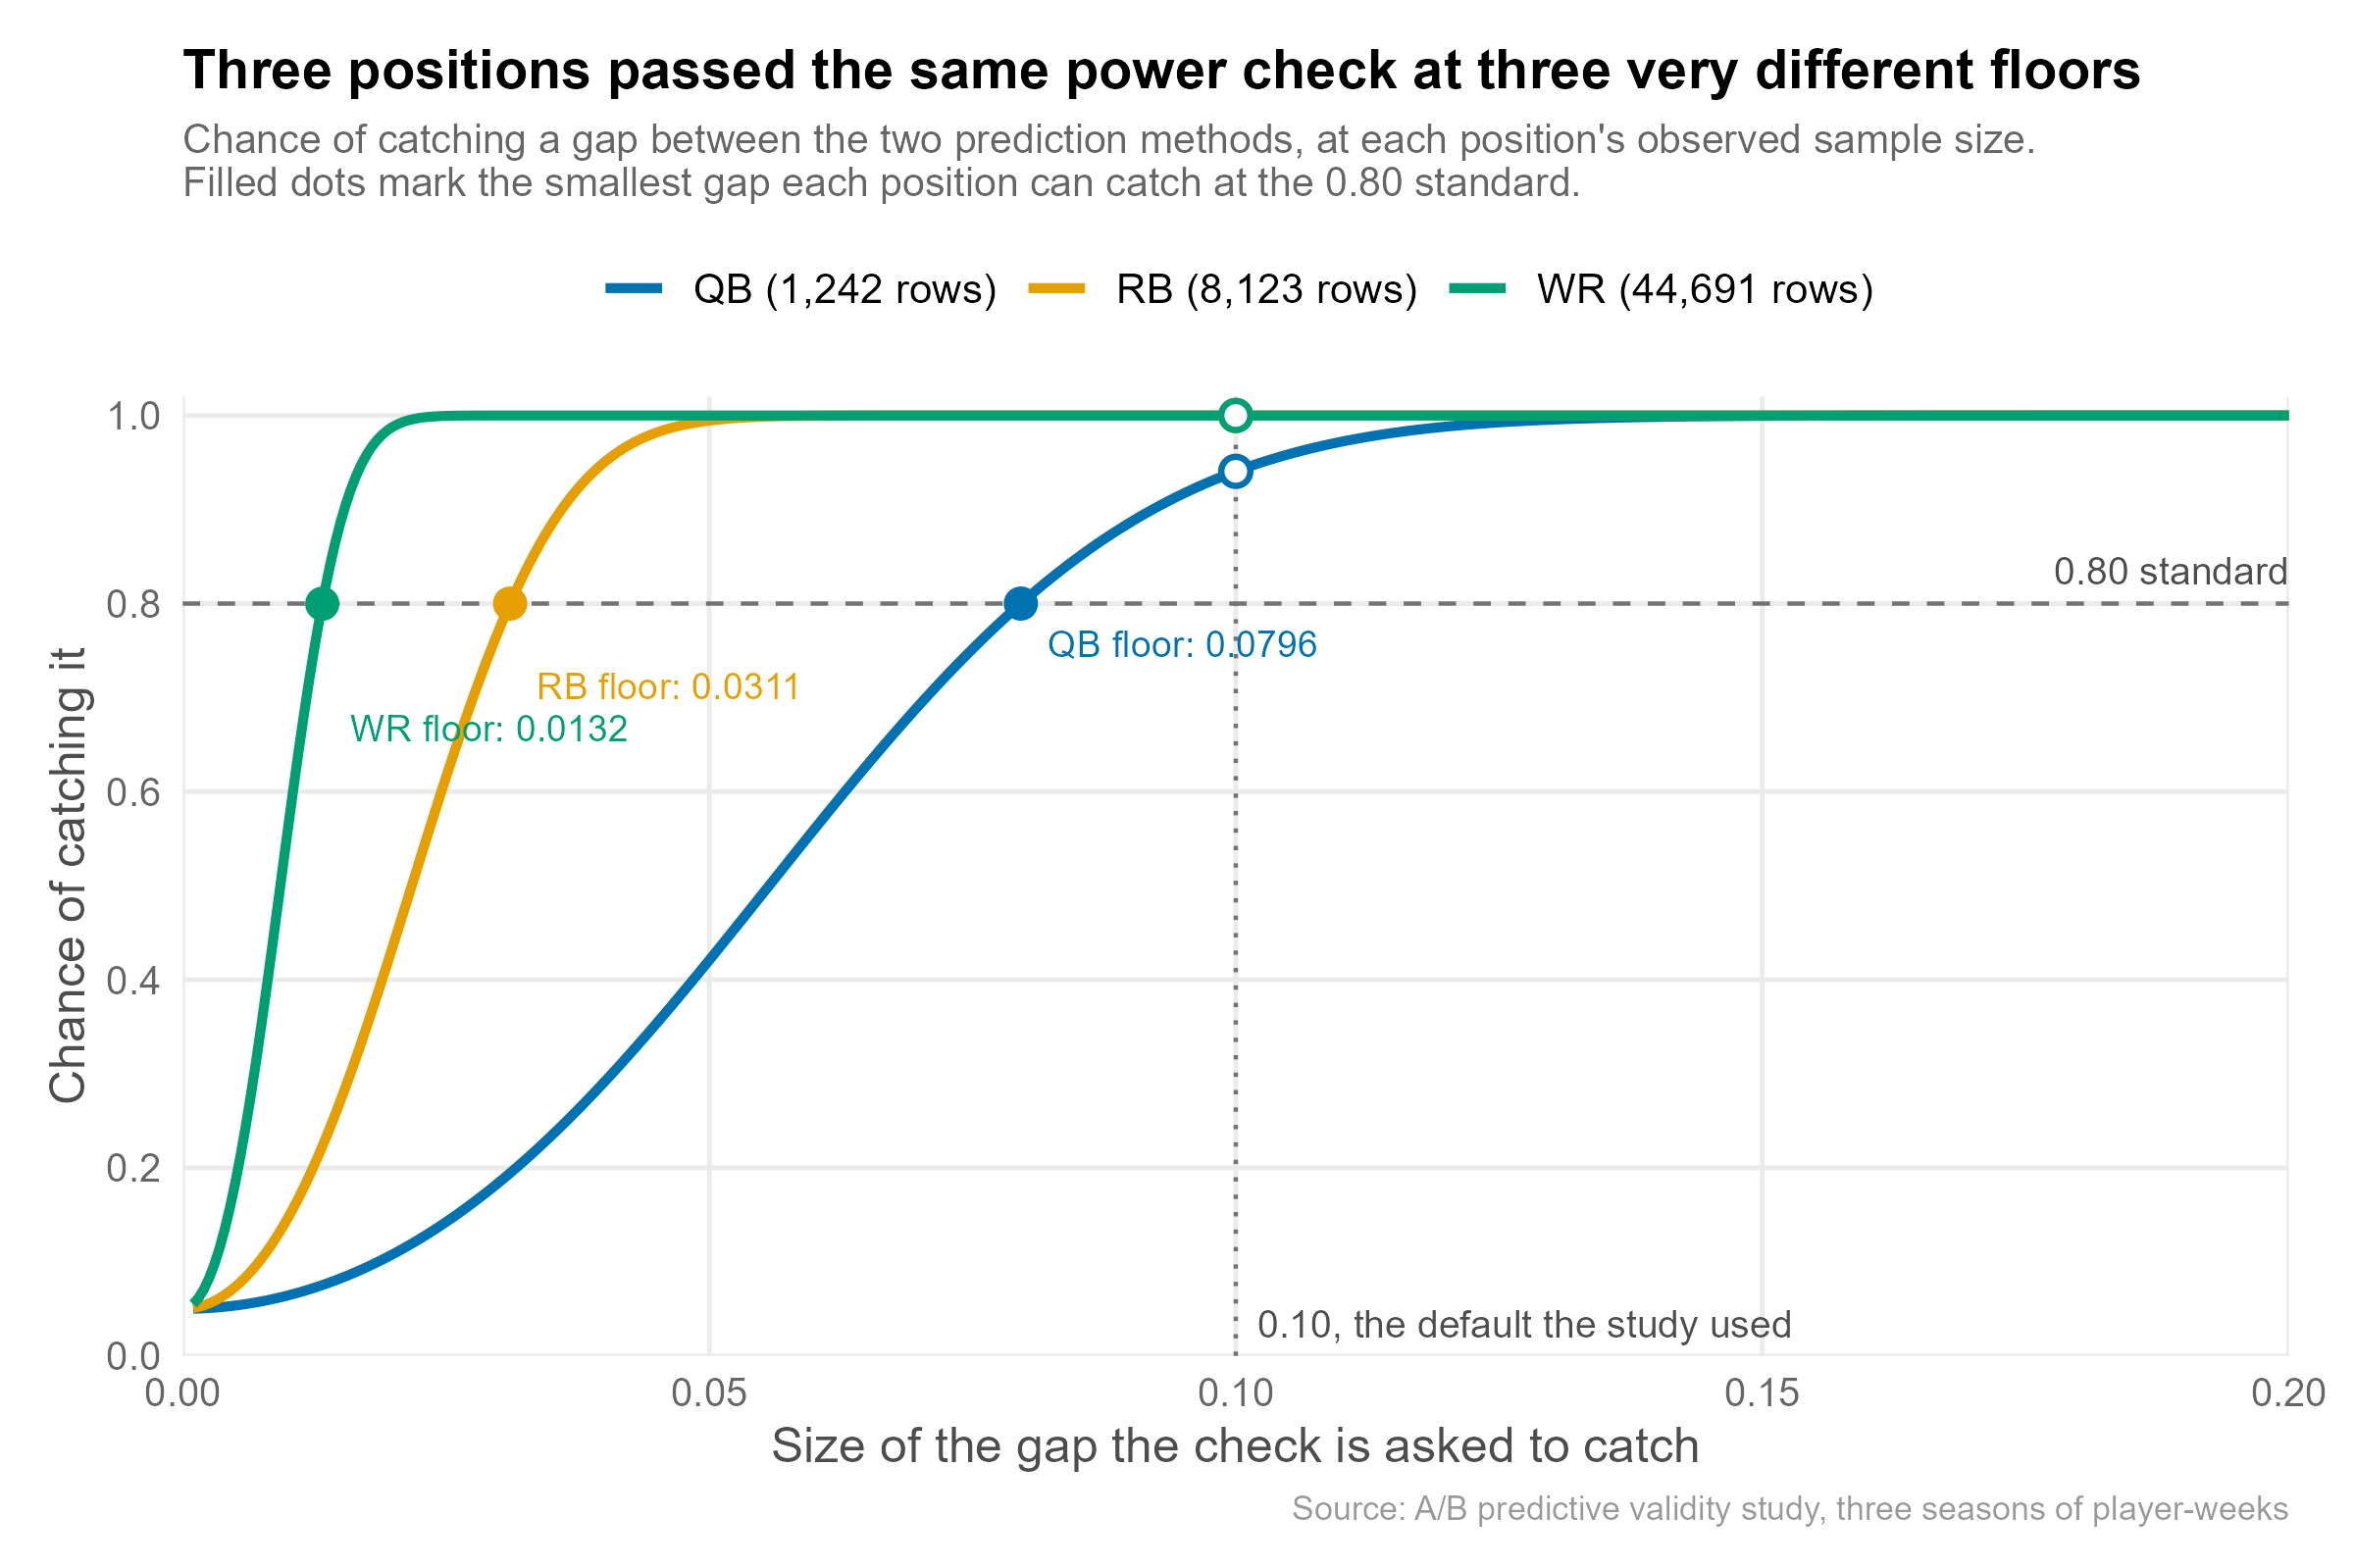 Three positions passed the same power check at three very different floors
Chance of catching a gap between the two prediction methods, at each position's observed sample size.
Filled dots mark the smallest gap each position can catch at the 0.80 standard.
QB (1,242 rows)
RB (8,123 rows)
WR (44,691 rows)
Chance of catching it
1.0
0.8
0.6
0.4
0.2
0.0
0.80 standard
QB floor: 0.0796
RB floor: 0.0311
WR floor: 0.0132
0.10, the default the study used
0.00
0.05
0.10
0.15
0.20
Size of the gap the check is asked to catch
Source: A/B predictive validity study, three seasons of player-weeks